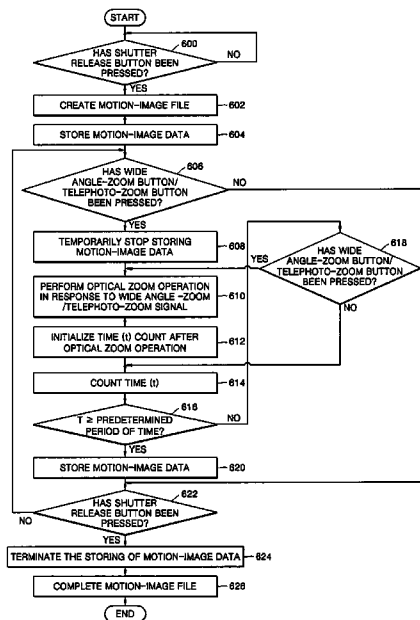 START
HAS SHUTTER
RELEASE BUTTON BEEN
PRESSED?
600
NO
YES
CREATE MOTION-IMAGE FILE
602
STORE MOTION-IMAGE DATA
604
HAS WIDE
ANGLE-ZOOM BUTTON/
TELEPHOTO-ZOOM BUTTON
BEEN PRESSED?
606
NO
YES
TEMPORARILY STOP STORING
MOTION-IMAGE DATA
608
HAS WIDE
ANGLE-ZOOM BUTTON/
TELEPHOTO-ZOOM BUTTON
BEEN PRESSED?
618
YES
NO
PERFORM OPTICAL ZOOM OPERATION
IN RESPONSE TO WIDE ANGLE -ZOOM
/TELEPHOTO-ZOOM SIGNAL
610
INITIALIZE TIME (t) COUNT AFTER
OPTICAL ZOOM OPERATION
612
COUNT TIME (t)
614
T ≥ PREDETERMINED
PERIOD OF TIME?
616
NO
YES
STORE MOTION-IMAGE DATA
620
HAS SHUTTER
RELEASE BUTTON BEEN
PRESSED?
622
NO
YES
TERMINATE THE STORING OF MOTION-IMAGE DATA
624
COMPLETE MOTION-IMAGE FILE
626
END